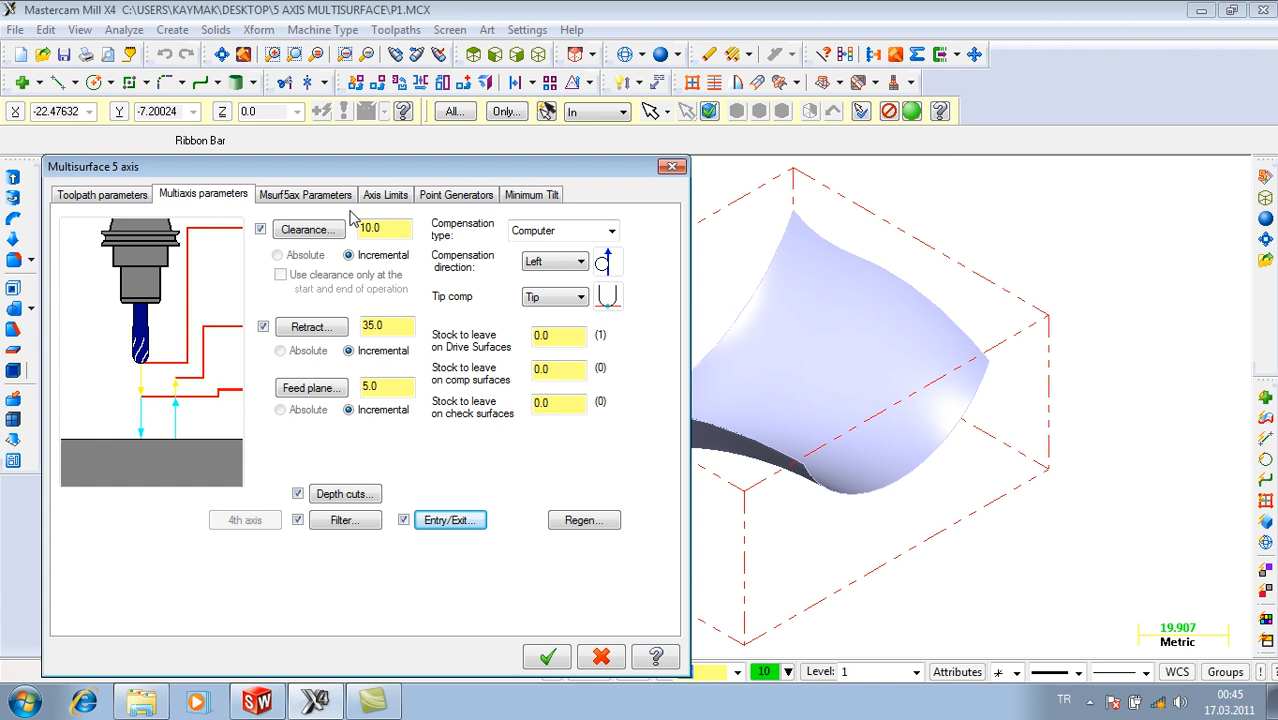 Mastercam Mill X4 C:\USERS\KAYMAK\DESKTOP\5 AXIS MULTISURFACE\P1.MCX
File Edit View Analyze Create Solids Xform Machine Type Toolpaths Screen Art Settings Help
X -22.47632 Y -7.20024 Z 0.0 All... Only... In
Ribbon Bar
Multisurface 5 axis
Toolpath parameters Multiaxis parameters Msurf5ax Parameters Axis Limits Point Generators Minimum Tilt
Clearance... 10.0 Compensation type: Computer
Absolute Incremental Compensation direction: Left
Use clearance only at the start and end of operation
Tip comp Tip
Retract... 35.0 Stock to leave on Drive Surfaces 0.0 (1)
Absolute Incremental
Stock to leave on comp surfaces 0.0 (0)
Feed plane... 5.0
Absolute Incremental Stock to leave on check surfaces 0.0 (0)
Depth cuts...
4th axis Filter... Entry/Exit... Regen...
19.907
Metric
10 Level: 1 Attributes WCS Groups
TR 00:45
17.03.2011